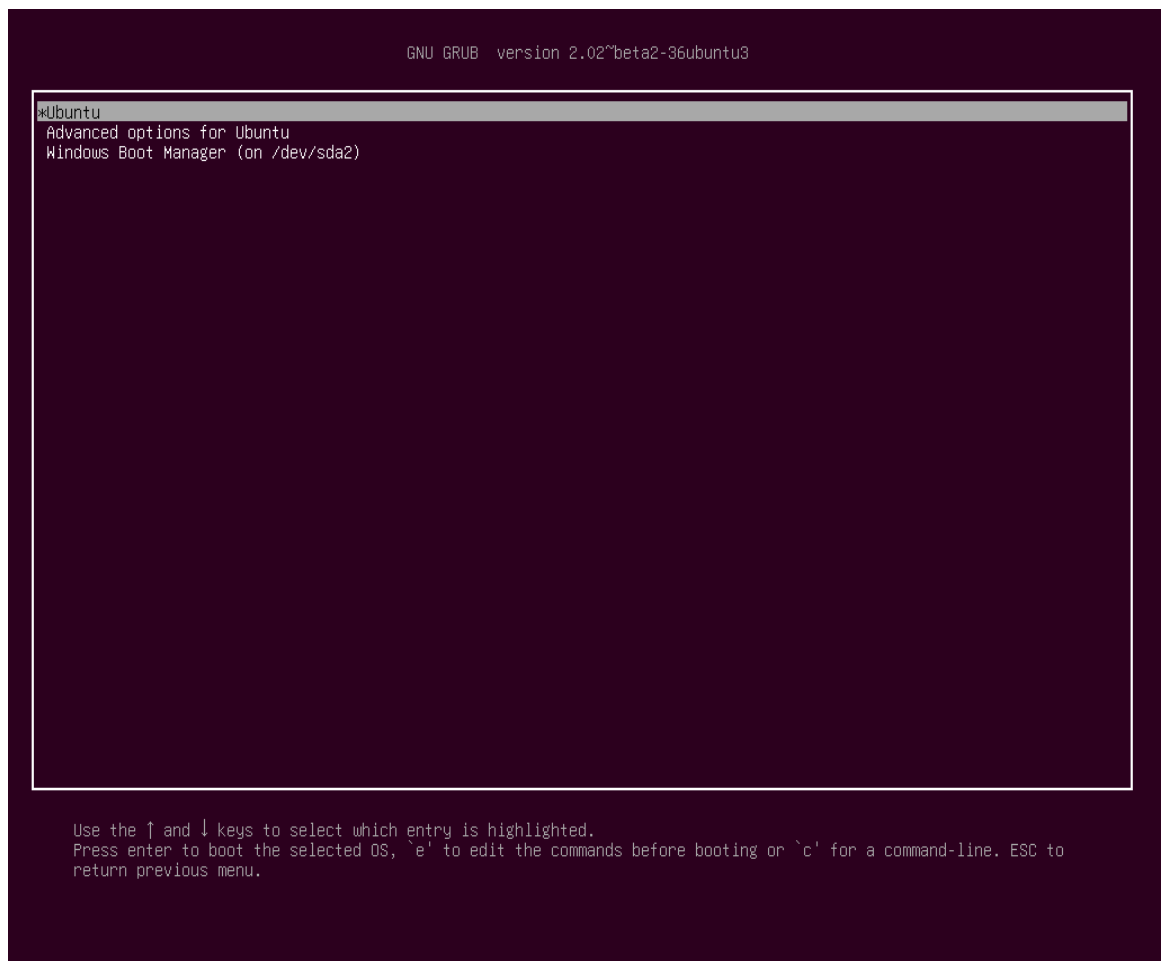 GNU GRUB  version 2.02~beta2-36ubuntu3
*Ubuntu
Advanced options for Ubuntu
Windows Boot Manager (on /dev/sda2)
Use the ↑ and ↓ keys to select which entry is highlighted.
Press enter to boot the selected OS, `e' to edit the commands before booting or `c' for a command-line. ESC to
return previous menu.